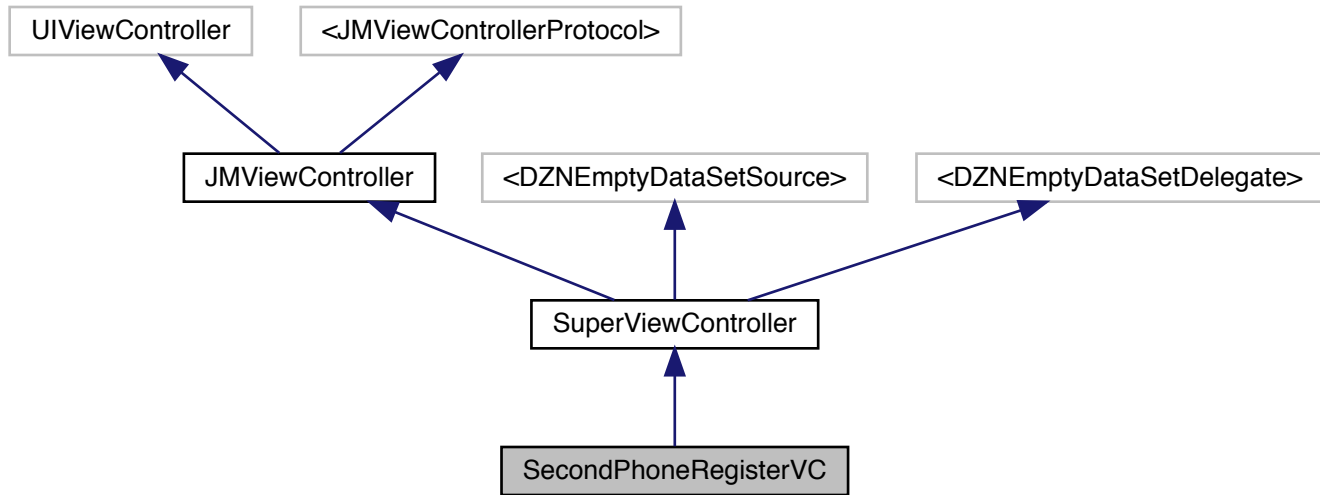 UIViewController
<JMViewControllerProtocol>
JMViewController
<DZNEmptyDataSetSource>
<DZNEmptyDataSetDelegate>
SuperViewController
SecondPhoneRegisterVC